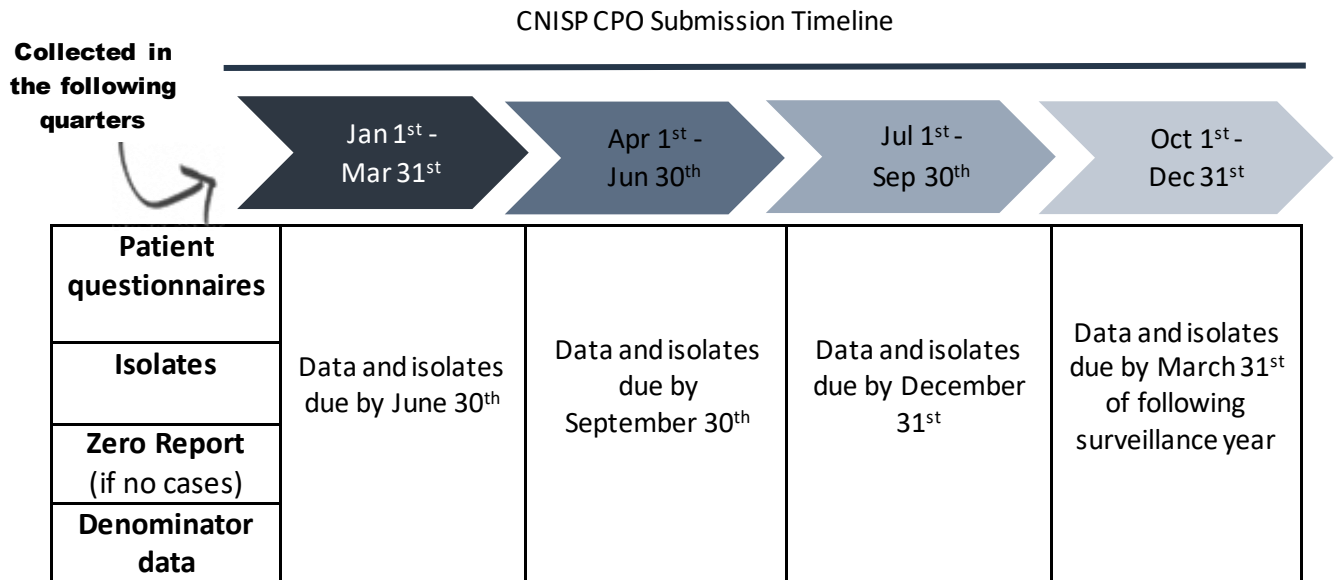 CNISP CPO Submission Timeline
Collected in
the following
quarters
Jan 1st -
Mar 31st
Apr 1st -
Jun 30th
Jul 1st -
Sep 30th
Oct 1st -
Dec 31st
Patient
questionnaires
Isolates
Zero Report
(if no cases)
Denominator
data
Data and isolates
due by June 30th
Data and isolates
due by
September 30th
Data and isolates
due by December
31st
Data and isolates
due by March 31st
of following
surveillance year